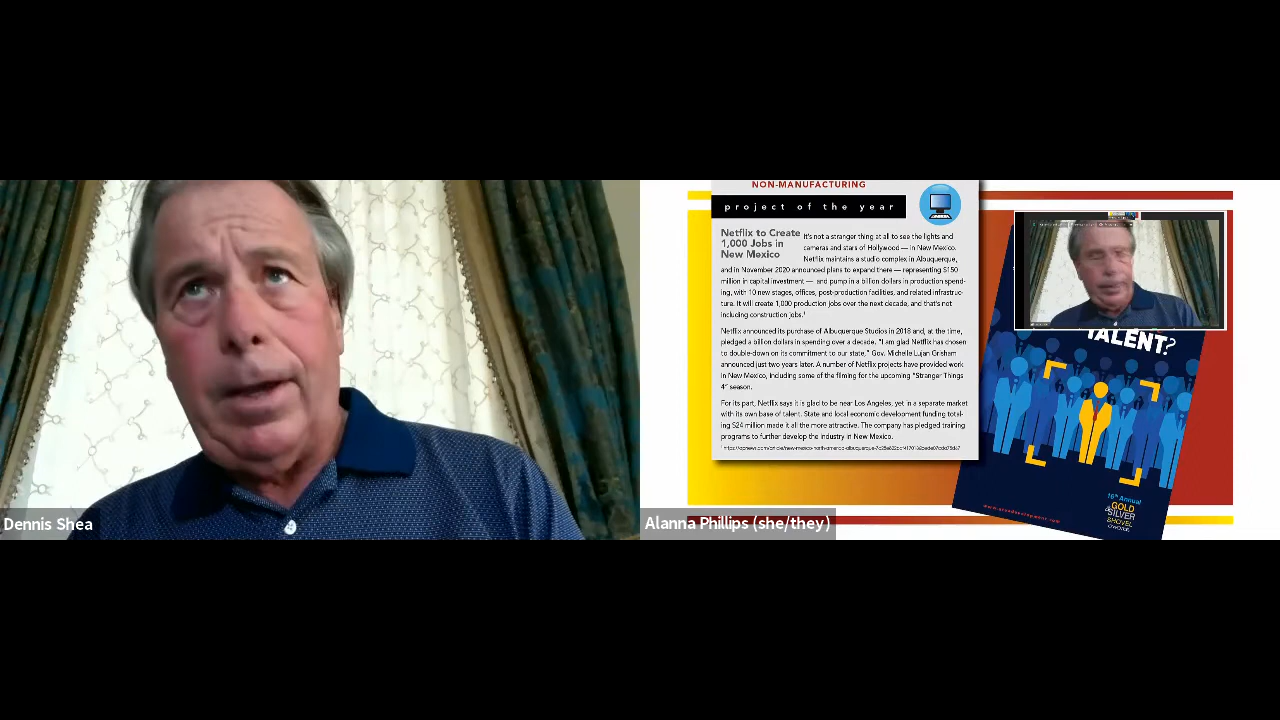 NON-MANUFACTURING
project of the year
Netflix to Create
1,000 Jobs in
New Mexico
It's not a stranger thing at all to see the lights and
cameras and stars of Hollywood — in New Mexico.
Netflix maintains a studio complex in Albuquerque,
and in November 2020 announced plans to expand there — representing $150
million in capital investment — and pump in a billion dollars in production spend-
ing, with 10 new stages, offices, post-production facilities, and related infrastruc-
ture. It will create 1,000 production jobs over the next decade, and that's not
including construction jobs.¹
Netflix announced its purchase of Albuquerque Studios in 2018 and, at the time,
pledged a billion dollars in spending over a decade. "I am glad Netflix has chosen
to double-down on its commitment to our state," Gov. Michelle Lujan Grisham
announced just two years later. A number of Netflix projects have provided work
in New Mexico, including some of the filming for the upcoming "Stranger Things
4" season.
For its part, Netflix says it is glad to be near Los Angeles, yet in a separate market
with its own base of talent. State and local economic development funding total-
ing $24 million made it all the more attractive. The company has pledged training
programs to further develop the industry in New Mexico.
TALENT?
16th Annual
GOLD
& SILVER
SHOVEL
AWARDS
Dennis Shea
Alanna Phillips (she/they)